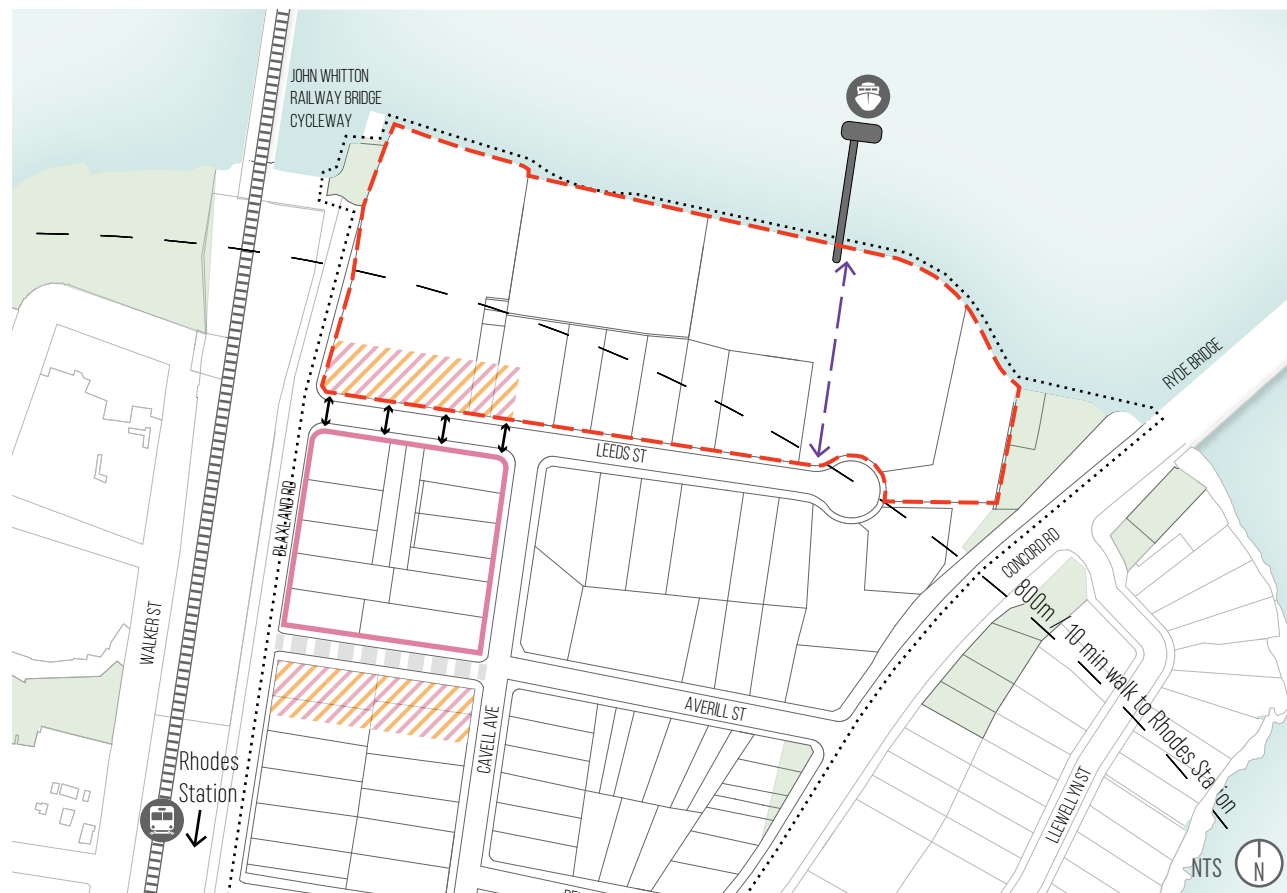 JOHN WHITTON
RAILWAY BRIDGE
CYCLEWAY
RYDE BRIDGE
LEEDS ST
BLAXLAND RD
CONCORD RD
800m / 10 min walk to Rhodes Station
WALKER ST
AVERILL ST
CAVELL AVE
LLEWELLYN ST
Rhodes
Station
NTS
N